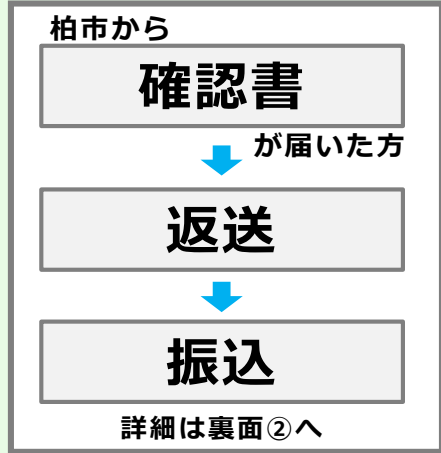 柏市から
確認書
が届いた方
返送
振込
詳細は裏面②へ